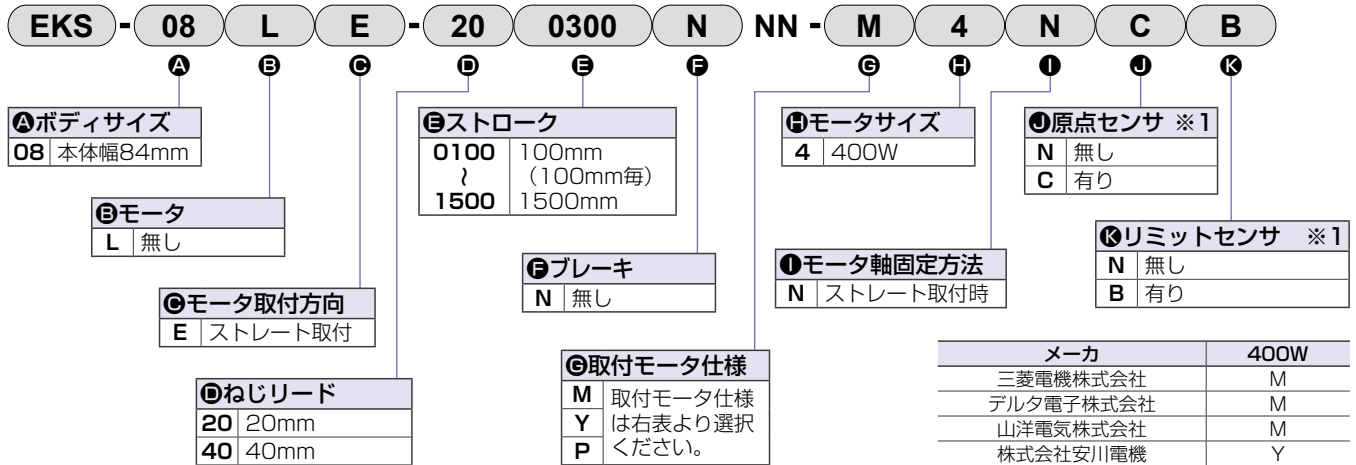 EKS - 08 L E - 20 0300 N NN - M 4 N C B
Ⓐ Ⓑ Ⓒ Ⓓ Ⓔ Ⓕ Ⓖ Ⓗ Ⓘ Ⓙ Ⓚ
Ⓐボディサイズ
08 本体幅84mm
Ⓑモータ
L 無し
Ⓒモータ取付方向
E ストレート取付
Ⓓねじリード
20 20mm
40 40mm
Ⓔストローク
0100 100mm
〜 （100mm毎）
1500 1500mm
Ⓕブレーキ
N 無し
Ⓖ取付モータ仕様
M 取付モータ仕様
Y は右表より選択
P ください。
Ⓗモータサイズ
4 400W
Ⓘモータ軸固定方法
N ストレート取付時
Ⓙ原点センサ ※1
N 無し
C 有り
Ⓚリミットセンサ ※1
N 無し
B 有り
メーカ 400W
三菱電機株式会社 M
デルタ電子株式会社 M
山洋電気株式会社 M
株式会社安川電機 Y